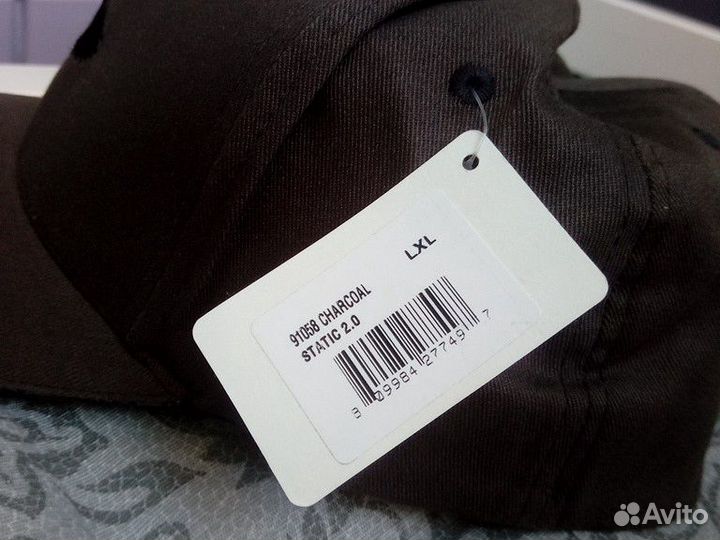 LXL
91058 CHARCOAL
STATIC 2.0
3 09984 27749 7
Avito